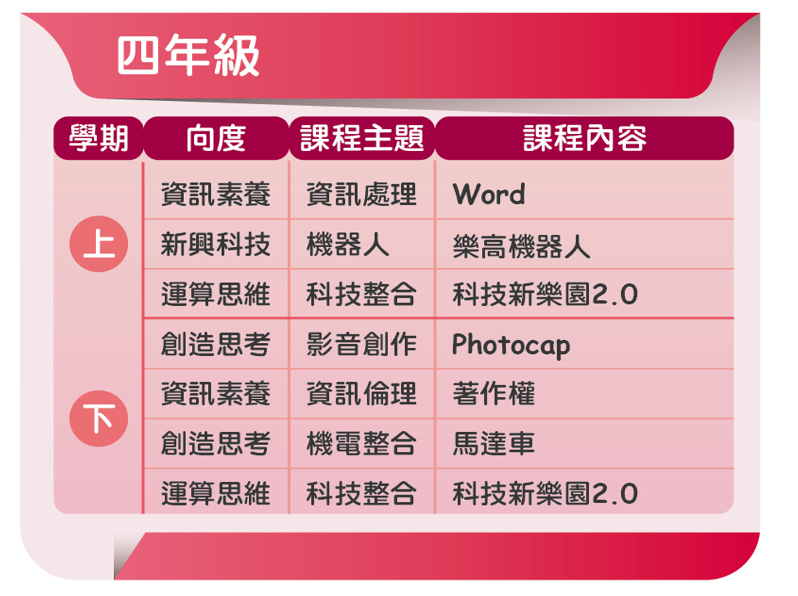 四年級
學期 向度 課程主題 課程內容
上
資訊素養 資訊處理 Word
新興科技 機器人 樂高機器人
運算思維 科技整合 科技新樂園2.0
下
創造思考 影音創作 Photocap
資訊素養 資訊倫理 著作權
創造思考 機電整合 馬達車
運算思維 科技整合 科技新樂園2.0